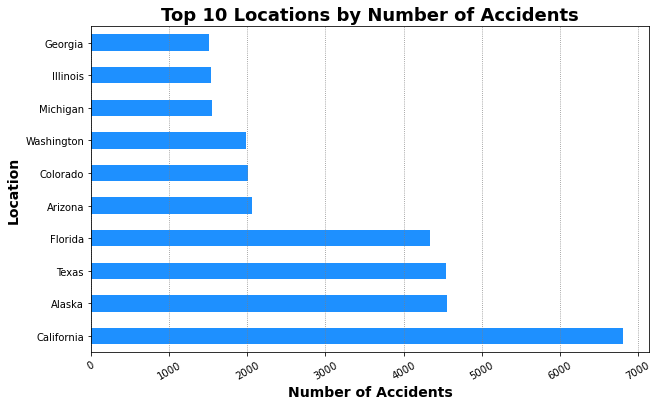 Top 10 Locations by Number of Accidents
Georgia
Illinois
Michigan
Washington
Colorado
Arizona
Florida
Texas
Alaska
California
Location
0 1000 2000 3000 4000 5000 6000 7000
Number of Accidents